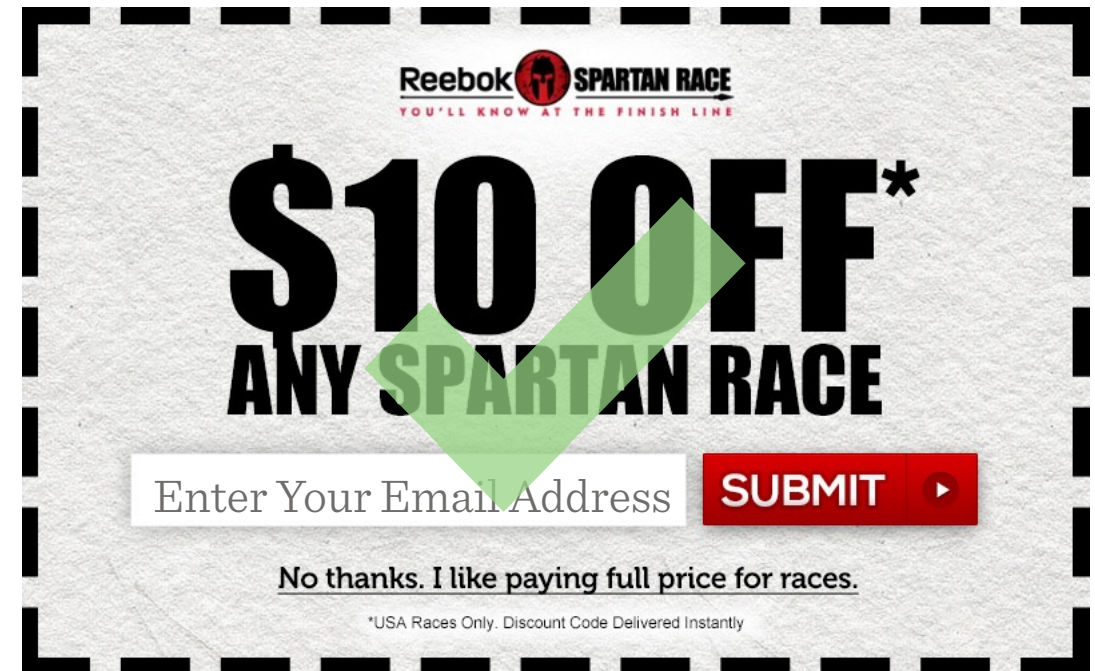 Reebok SPARTAN RACE
YOU'LL KNOW AT THE FINISH LINE
$10 OFF*
ANY SPARTAN RACE
Enter Your Email Address
SUBMIT
No thanks. I like paying full price for races.
*USA Races Only. Discount Code Delivered Instantly